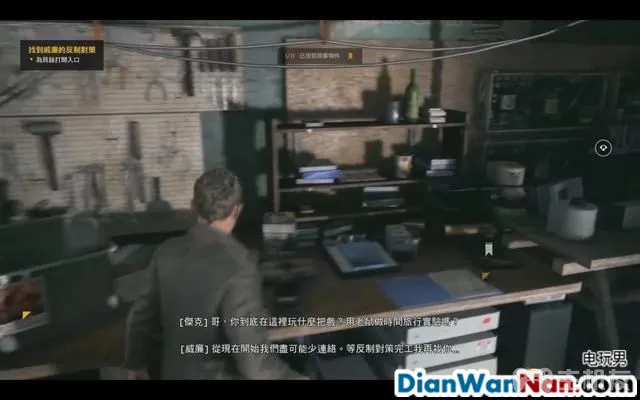 找到威廉的反制對策
為貝絲打開入口
1/11 已找到故事物件
[傑克] 哥，你到底在這裡玩什麼把戲？用老鼠做時間旅行實驗嗎？
[威廉] 從現在開始我們盡可能少連絡。等反制對策完工我再找你…
电玩男
DianWanNan.com